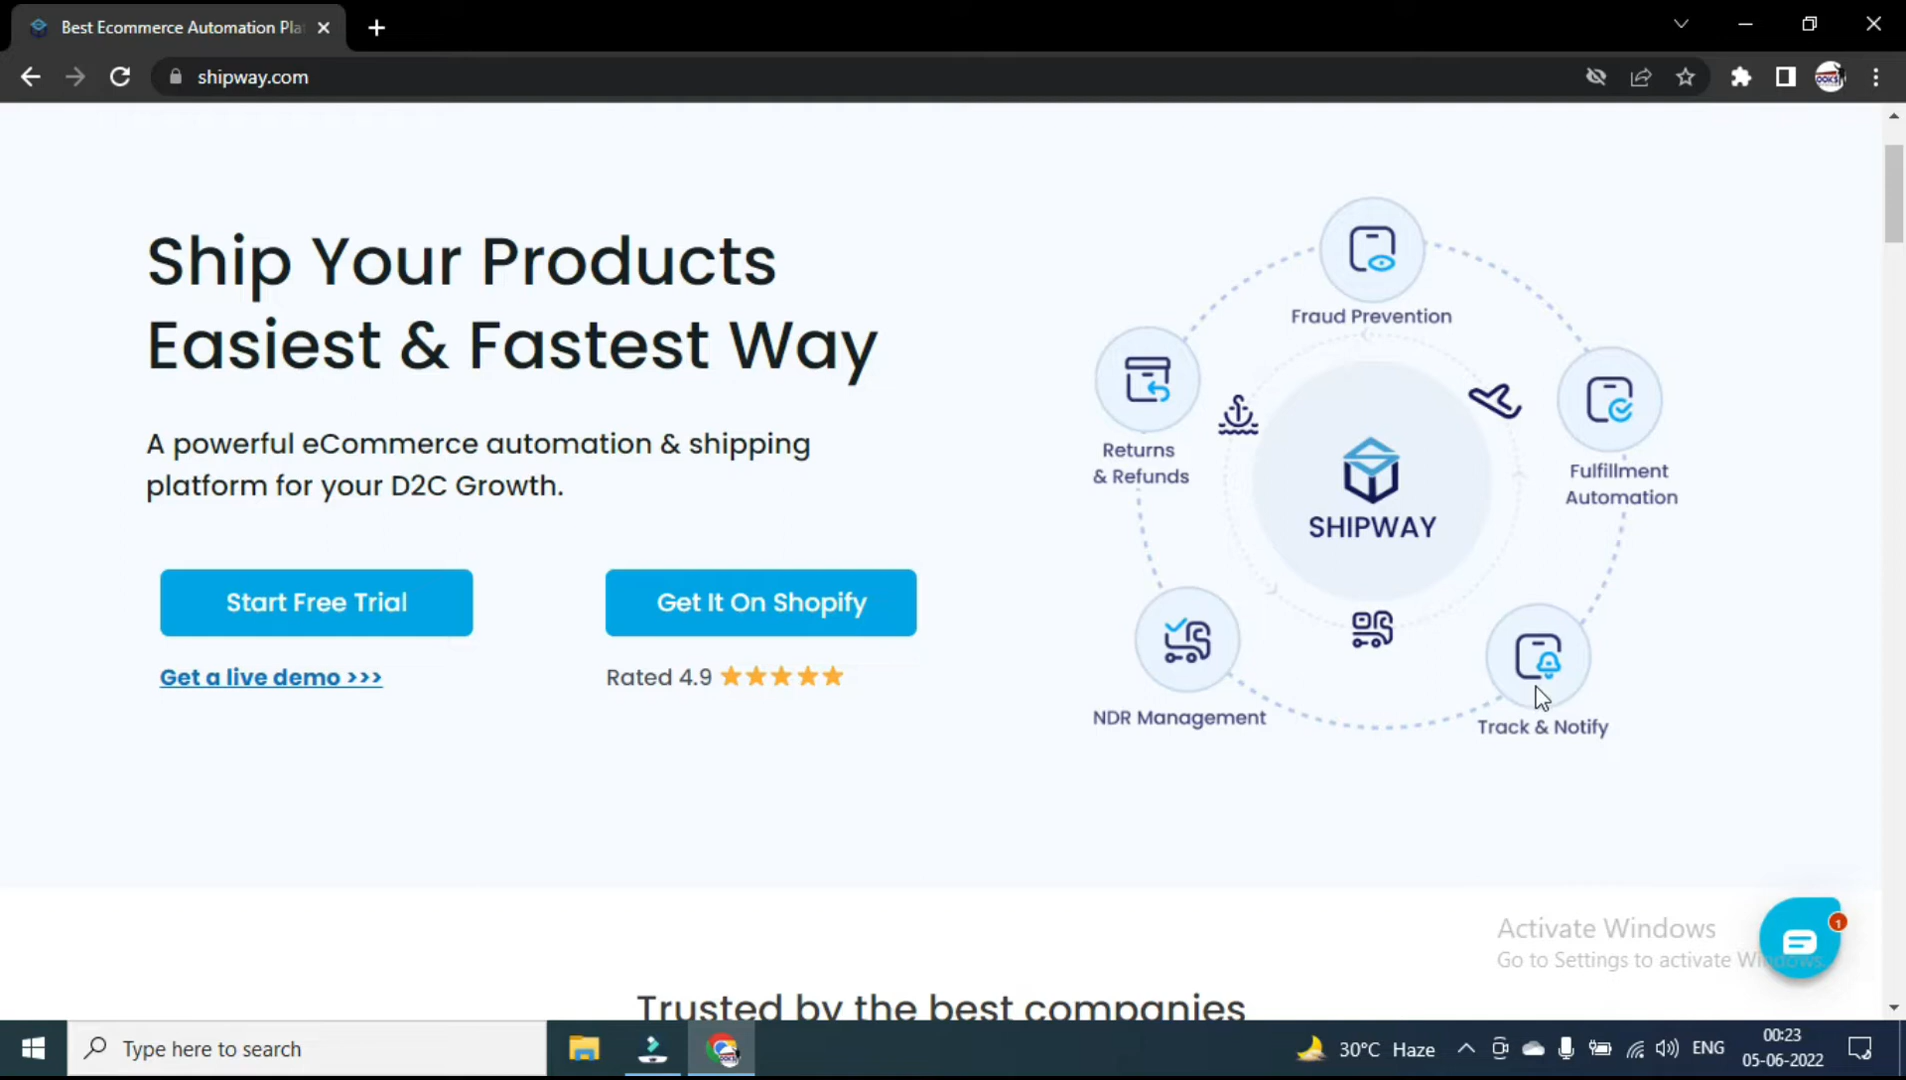 Best Ecommerce Automation Pla
shipway.com
Ship Your Products
Easiest & Fastest Way
A powerful eCommerce automation & shipping
platform for your D2C Growth.
Start Free Trial
Get It On Shopify
Get a live demo >>>
Rated 4.9
Fraud Prevention
Returns
& Refunds
Fulfillment
Automation
SHIPWAY
NDR Management
Track & Notify
Activate Windows
Go to Settings to activate Windows.
1
Trusted by the best companies
Type here to search
30°C Haze
ENG
00:23
05-06-2022